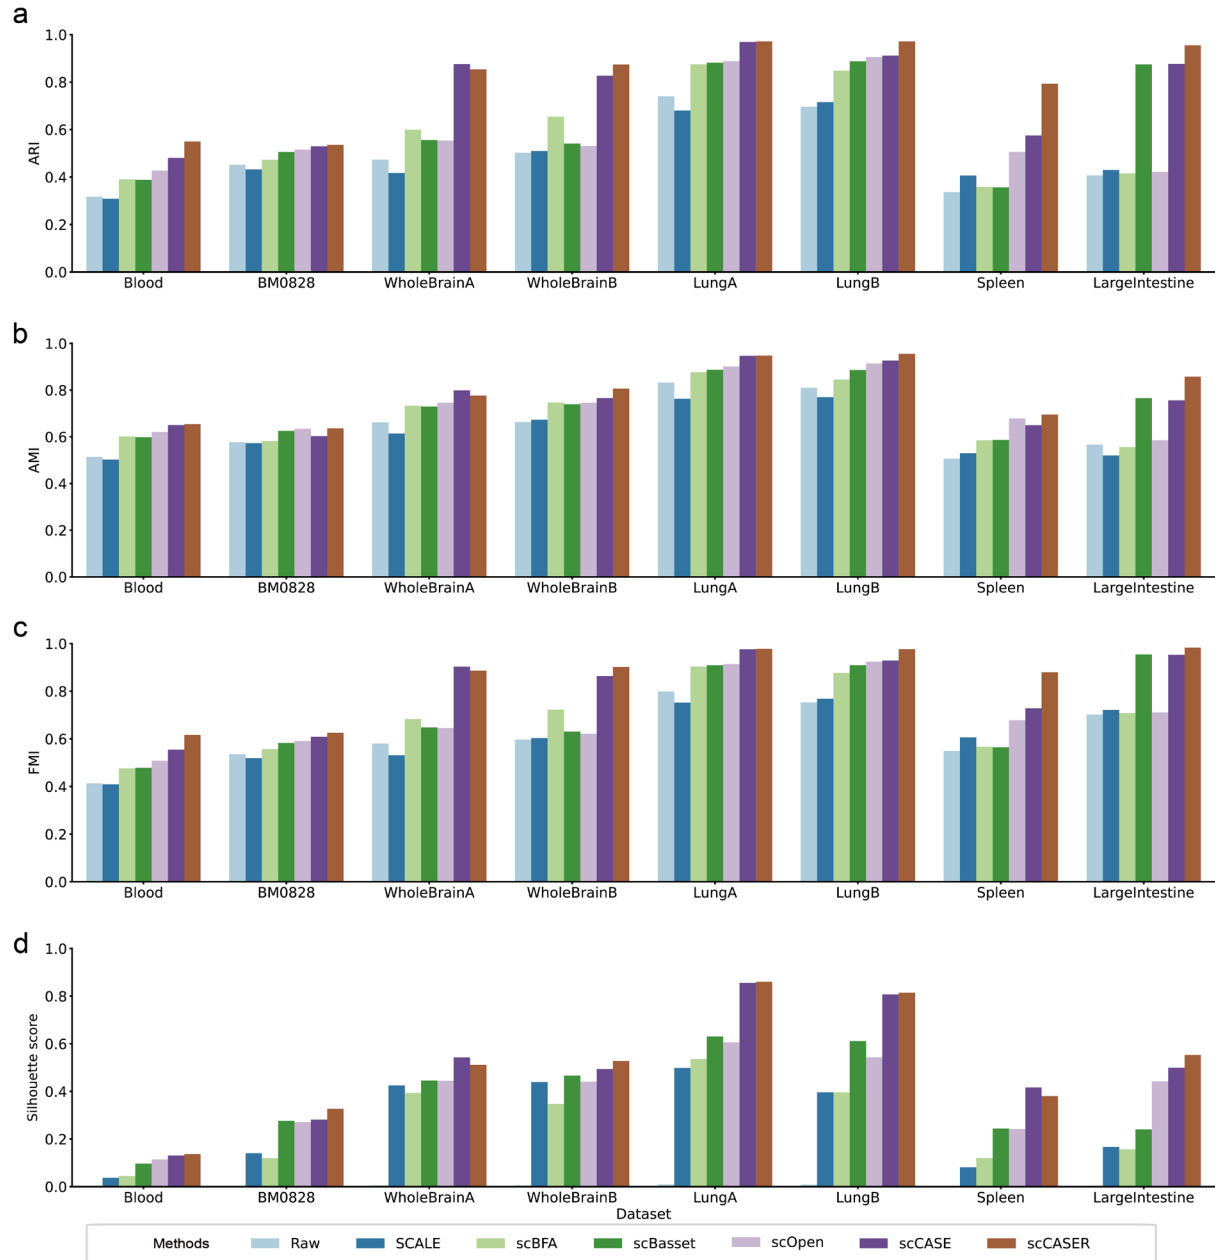 a
1.0
0.8
0.6
0.4
0.2
0.0
ARI
Blood BM0828 WholeBrainA WholeBrainB LungA LungB Spleen LargeIntestine
b
1.0
0.8
0.6
0.4
0.2
0.0
AMI
Blood BM0828 WholeBrainA WholeBrainB LungA LungB Spleen LargeIntestine
c
1.0
0.8
0.6
0.4
0.2
0.0
FMI
Blood BM0828 WholeBrainA WholeBrainB LungA LungB Spleen LargeIntestine
d
1.0
0.8
0.6
0.4
0.2
0.0
Silhouette score
Blood BM0828 WholeBrainA WholeBrainB LungA LungB Spleen LargeIntestine
Dataset
Methods Raw SCALE scBFA scBasset scOpen scCASE scCASER